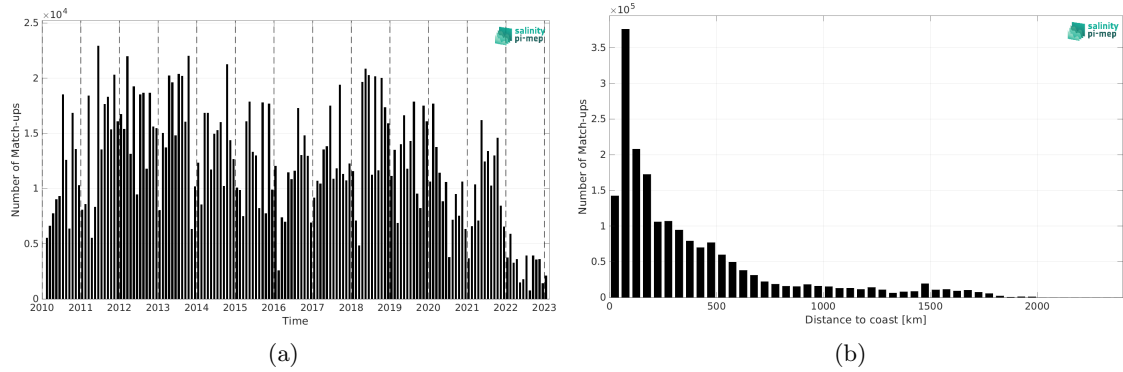 ×10⁴
2.5
2
1.5
1
0.5
0
Number of Match-ups
2010 2011 2012 2013 2014 2015 2016 2017 2018 2019 2020 2021 2022 2023
Time
salinity
pi-mep
(a)
×10⁵
3.5
3
2.5
2
1.5
1
0.5
0
Number of Match-ups
0 500 1000 1500 2000
Distance to coast [km]
salinity
pi-mep
(b)